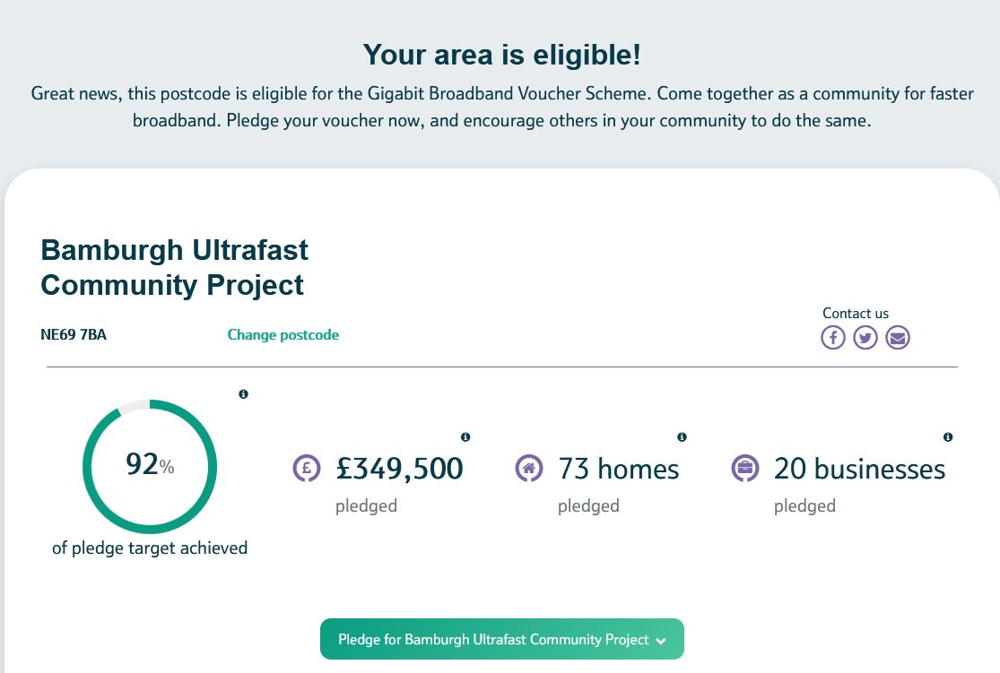 Your area is eligible!
Great news, this postcode is eligible for the Gigabit Broadband Voucher Scheme. Come together as a community for faster
broadband. Pledge your voucher now, and encourage others in your community to do the same.
Bamburgh Ultrafast
Community Project
NE69 7BA
Change postcode
Contact us
92%
of pledge target achieved
£349,500
pledged
73 homes
pledged
20 businesses
pledged
Pledge for Bamburgh Ultrafast Community Project